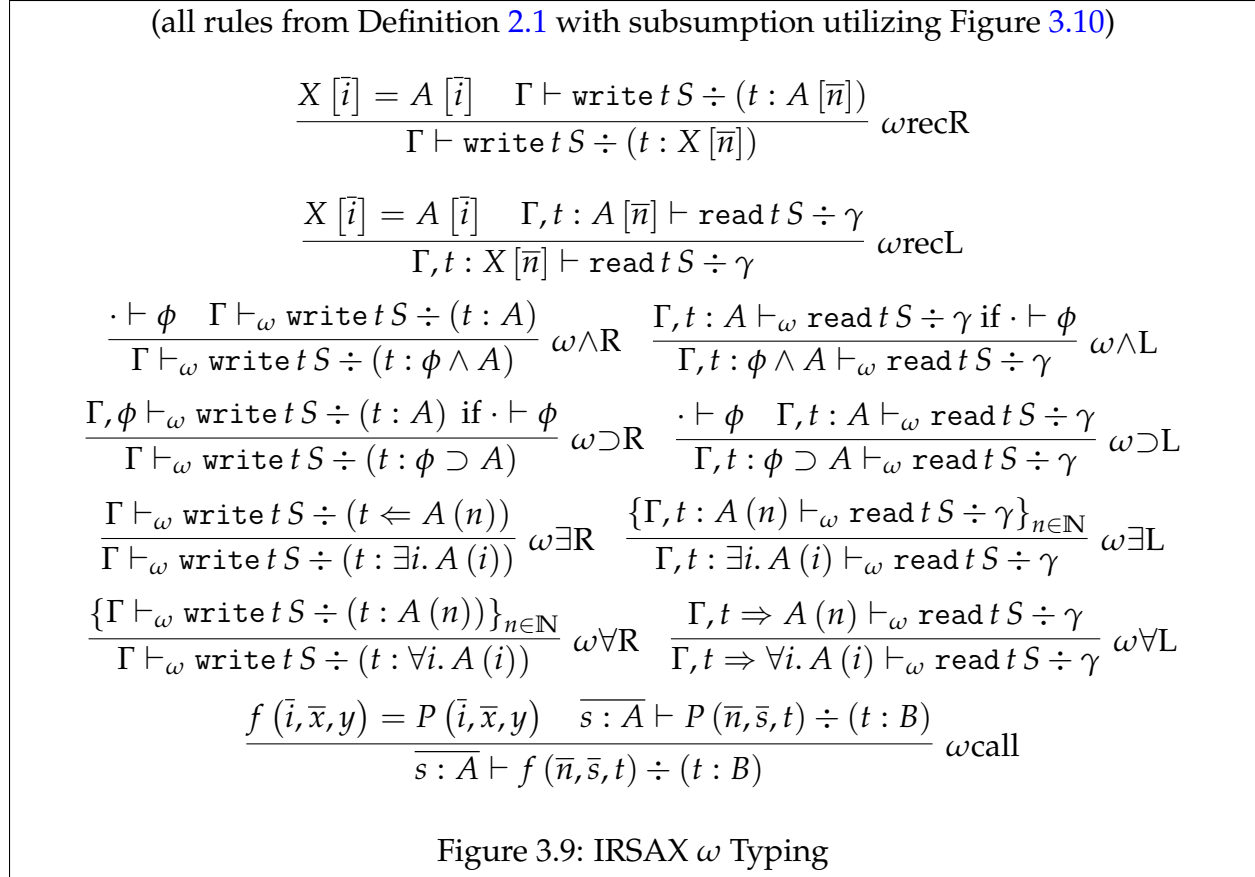 (all rules from Definition 2.1 with subsumption utilizing Figure 3.10)
X [i̅] = A [i̅]    Γ ⊢ write t S ÷ (t : A [n̅])
Γ ⊢ write t S ÷ (t : X [n̅])    ωrecR
X [i̅] = A [i̅]    Γ, t : A [n̅] ⊢ read t S ÷ γ
Γ, t : X [n̅] ⊢ read t S ÷ γ    ωrecL
· ⊢ ϕ    Γ ⊢ω write t S ÷ (t : A)    Γ, t : A ⊢ω read t S ÷ γ if · ⊢ ϕ
Γ ⊢ω write t S ÷ (t : ϕ ∧ A)    ω∧R    Γ, t : ϕ ∧ A ⊢ω read t S ÷ γ    ω∧L
Γ, ϕ ⊢ω write t S ÷ (t : A) if · ⊢ ϕ    · ⊢ ϕ    Γ, t : A ⊢ω read t S ÷ γ
Γ ⊢ω write t S ÷ (t : ϕ ⊃ A)    ω⊃R    Γ, t : ϕ ⊃ A ⊢ω read t S ÷ γ    ω⊃L
Γ ⊢ω write t S ÷ (t ⇐ A (n))    {Γ, t : A (n) ⊢ω read t S ÷ γ}n∈ℕ
Γ ⊢ω write t S ÷ (t : ∃i. A (i))    ω∃R    Γ, t : ∃i. A (i) ⊢ω read t S ÷ γ    ω∃L
{Γ ⊢ω write t S ÷ (t : A (n))}n∈ℕ    Γ, t ⇒ A (n) ⊢ω read t S ÷ γ
Γ ⊢ω write t S ÷ (t : ∀i. A (i))    ω∀R    Γ, t ⇒ ∀i. A (i) ⊢ω read t S ÷ γ    ω∀L
f (i̅, x̅, y) = P (i̅, x̅, y)    s̅ ̅:̅ ̅A̅ ⊢ P (n̅, s̅, t) ÷ (t : B)
s̅ ̅:̅ ̅A̅ ⊢ f (n̅, s̅, t) ÷ (t : B)    ωcall
Figure 3.9: IRSAX ω Typing